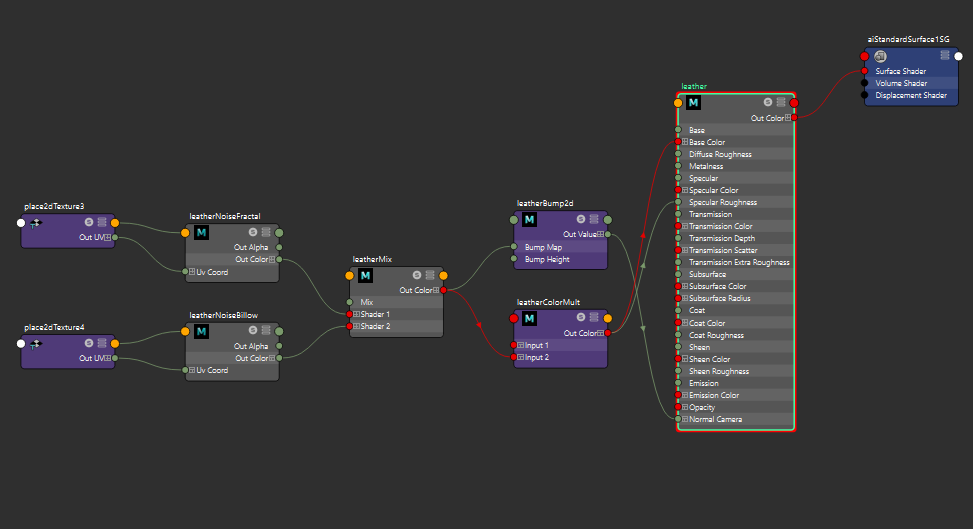 place2dTexture3
Out UV
place2dTexture4
Out UV
leatherNoiseFractal
M
Out Alpha
Out Color
Uv Coord
leatherNoiseBillow
M
Out Alpha
Out Color
Uv Coord
leatherMix
M
Out Color
Mix
Shader 1
Shader 2
leatherBump2d
M
Out Value
Bump Map
Bump Height
leatherColorMult
M
Out Color
Input 1
Input 2
leather
M
Out Color
Base
Base Color
Diffuse Roughness
Metalness
Specular
Specular Color
Specular Roughness
Transmission
Transmission Color
Transmission Depth
Transmission Scatter
Transmission Extra Roughness
Subsurface
Subsurface Color
Subsurface Radius
Coat
Coat Color
Coat Roughness
Sheen
Sheen Color
Sheen Roughness
Emission
Emission Color
Opacity
Normal Camera
aiStandardSurface1SG
Surface Shader
Volume Shader
Displacement Shader